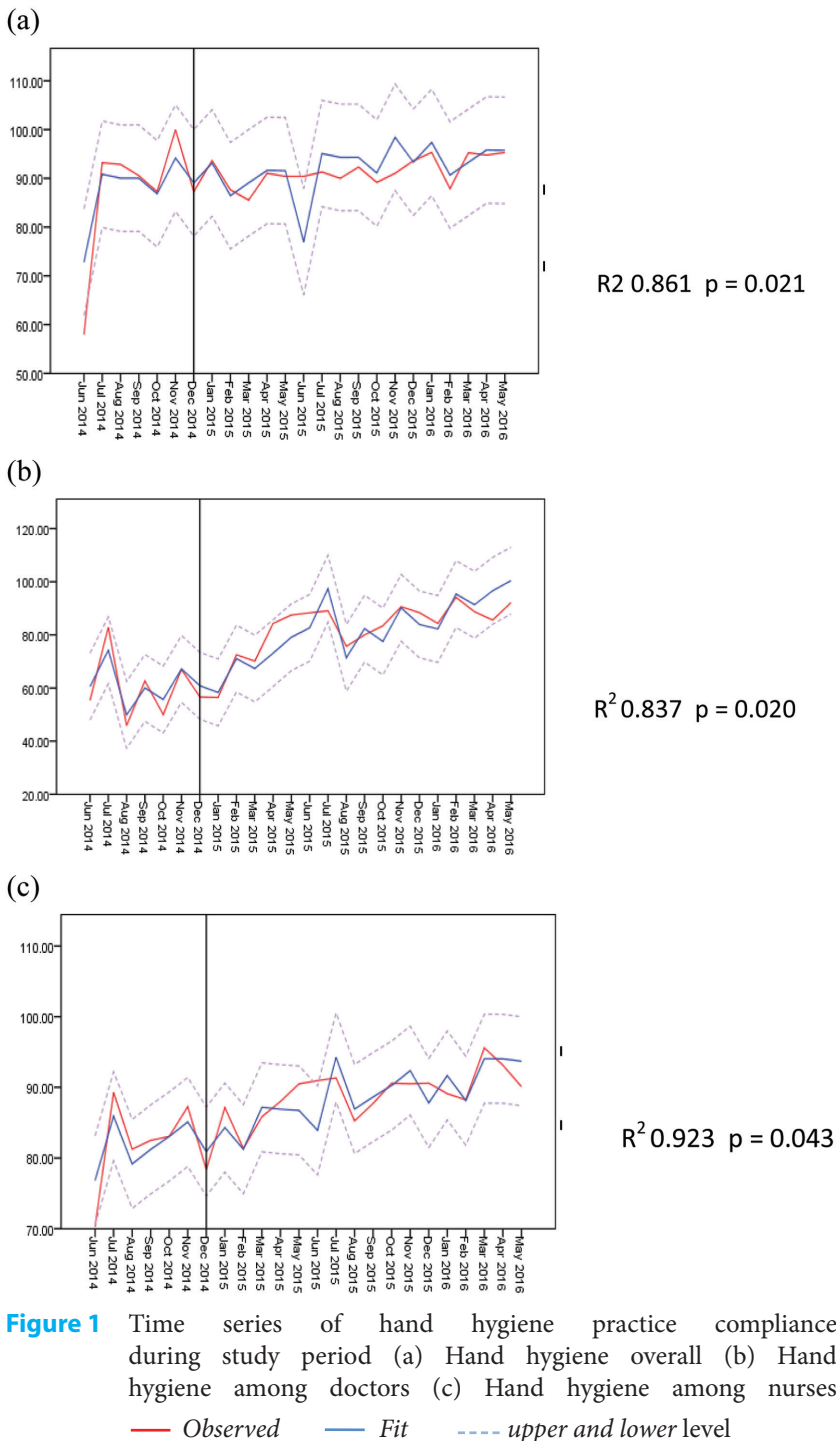 (a)
110.00
100.00
90.00
80.00
70.00
60.00
50.00
Jun 2014
Jul 2014
Aug 2014
Sep 2014
Oct 2014
Nov 2014
Dec 2014
Jan 2015
Feb 2015
Mar 2015
Apr 2015
May 2015
Jun 2015
Jul 2015
Aug 2015
Sep 2015
Oct 2015
Nov 2015
Dec 2015
Jan 2016
Feb 2016
Mar 2016
Apr 2016
May 2016
R2 0.861 p = 0.021
(b)
120.00
100.00
80.00
60.00
40.00
20.00
Jun 2014
Jul 2014
Aug 2014
Sep 2014
Oct 2014
Nov 2014
Dec 2014
Jan 2015
Feb 2015
Mar 2015
Apr 2015
May 2015
Jun 2015
Jul 2015
Aug 2015
Sep 2015
Oct 2015
Nov 2015
Dec 2015
Jan 2016
Feb 2016
Mar 2016
Apr 2016
May 2016
R² 0.837 p = 0.020
(c)
110.00
100.00
90.00
80.00
70.00
Jun 2014
Jul 2014
Aug 2014
Sep 2014
Oct 2014
Nov 2014
Dec 2014
Jan 2015
Feb 2015
Mar 2015
Apr 2015
May 2015
Jun 2015
Jul 2015
Aug 2015
Sep 2015
Oct 2015
Nov 2015
Dec 2015
Jan 2016
Feb 2016
Mar 2016
Apr 2016
May 2016
R² 0.923 p = 0.043
Figure 1 Time series of hand hygiene practice compliance
during study period (a) Hand hygiene overall (b) Hand
hygiene among doctors (c) Hand hygiene among nurses
Observed Fit upper and lower level